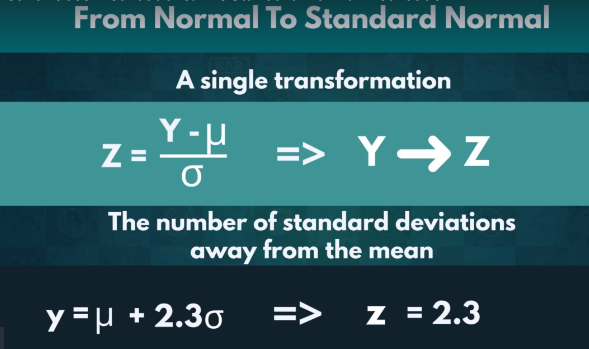 From Normal To Standard Normal
A single transformation
Z = Y - μ / σ => Y → Z
The number of standard deviations
away from the mean
y = μ + 2.3σ => z = 2.3